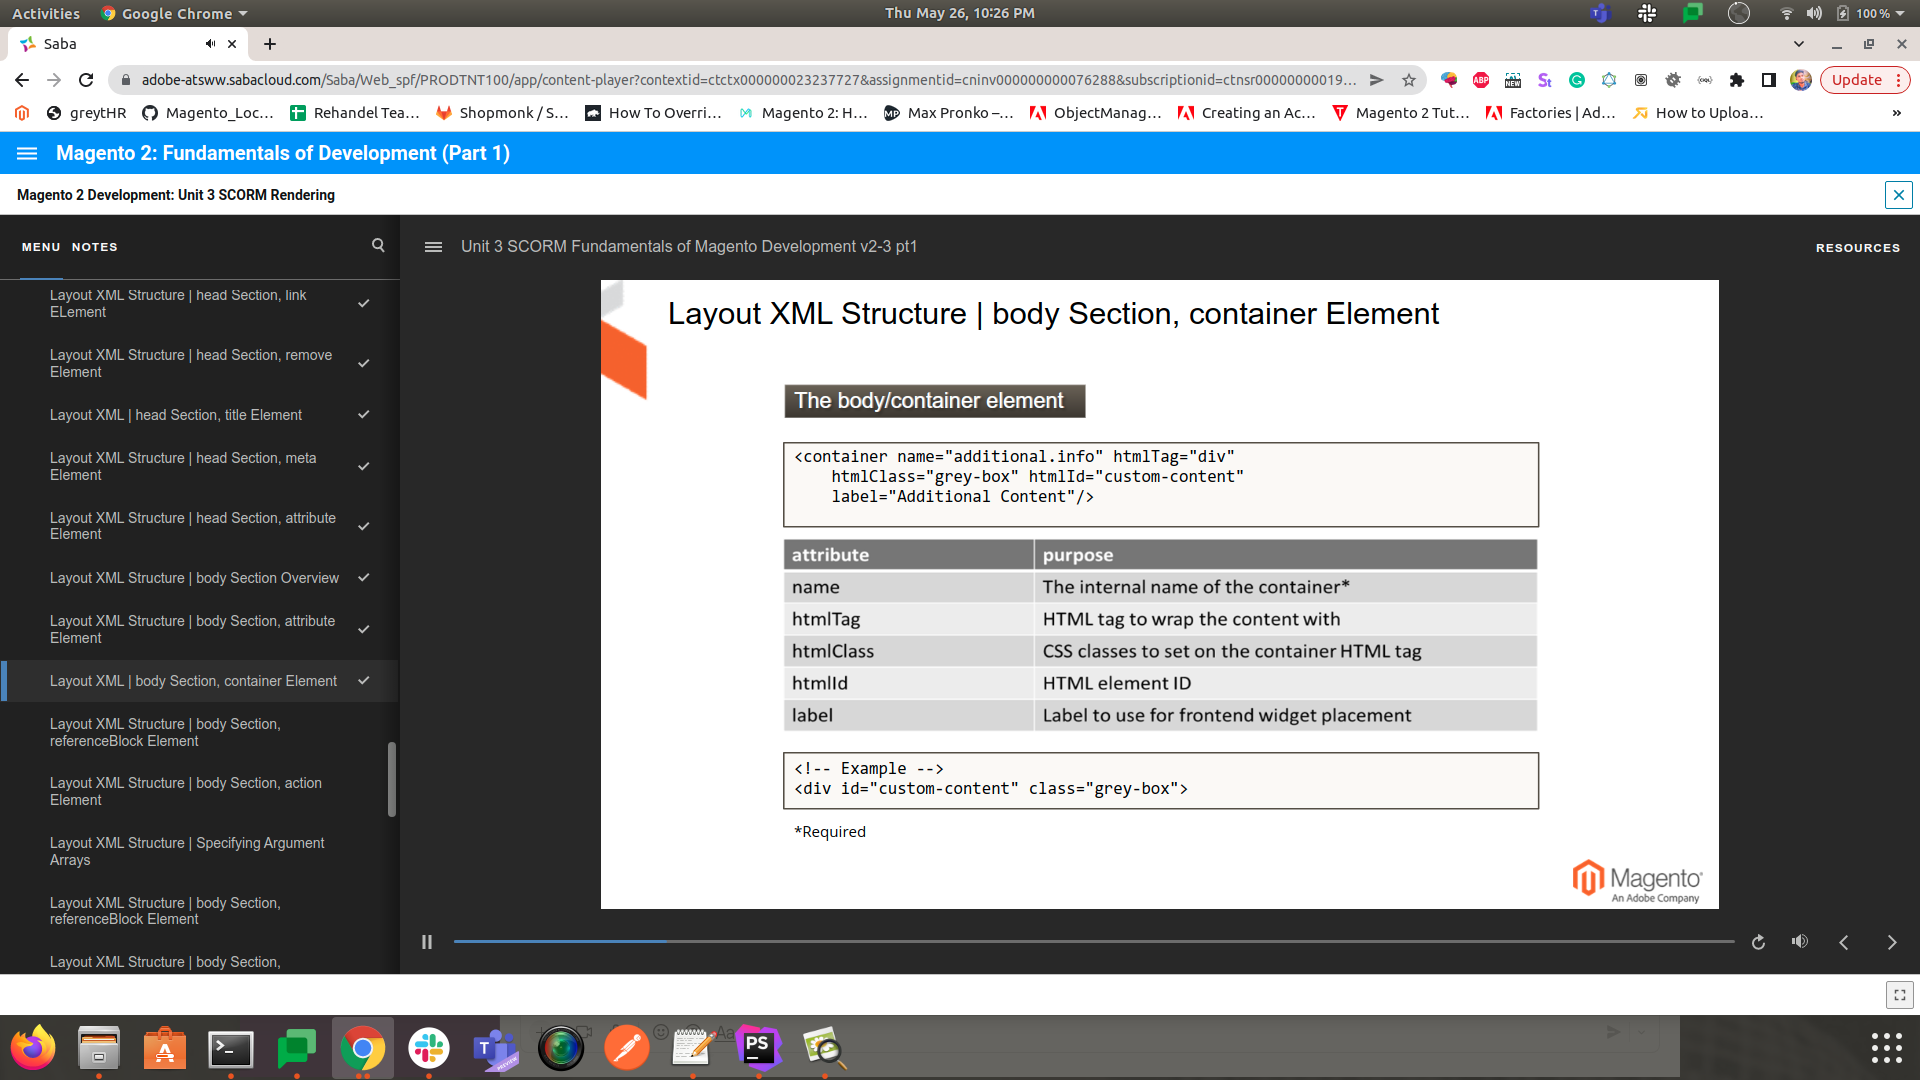 Activities
Google Chrome
Thu May 26, 10:26 PM
100 %
Saba
adobe-atsww.sabacloud.com/Saba/Web_spf/PRODTNT100/app/content-player?contextid=ctctx000000023237727&assignmentid=cninv000000000076288&subscriptionid=ctnsr00000000019...
ABP
NEW
Update
greytHR
Magento_Loc...
Rehandel Tea...
Shopmonk / S...
How To Overri...
Magento 2: H...
Max Pronko –...
ObjectManag...
Creating an Ac...
Magento 2 Tut...
Factories | Ad...
How to Uploa...
»
Magento 2: Fundamentals of Development (Part 1)
Magento 2 Development: Unit 3 SCORM Rendering
MENU
NOTES
Unit 3 SCORM Fundamentals of Magento Development v2-3 pt1
RESOURCES
Layout XML Structure | head Section, link
ELement
Layout XML Structure | head Section, remove
Element
Layout XML | head Section, title Element
Layout XML Structure | head Section, meta
Element
Layout XML Structure | head Section, attribute
Element
Layout XML Structure | body Section Overview
Layout XML Structure | body Section, attribute
Element
Layout XML | body Section, container Element
Layout XML Structure | body Section,
referenceBlock Element
Layout XML Structure | body Section, action
Element
Layout XML Structure | Specifying Argument
Arrays
Layout XML Structure | body Section,
referenceBlock Element
Layout XML Structure | body Section,
Layout XML Structure | body Section, container Element
The body/container element
<container name="additional.info" htmlTag="div"
htmlClass="grey-box" htmlId="custom-content"
label="Additional Content"/>
attribute purpose
name The internal name of the container*
htmlTag HTML tag to wrap the content with
htmlClass CSS classes to set on the container HTML tag
htmlId HTML element ID
label Label to use for frontend widget placement
<!-- Example -->
<div id="custom-content" class="grey-box">
*Required
Magento
An Adobe Company
PS